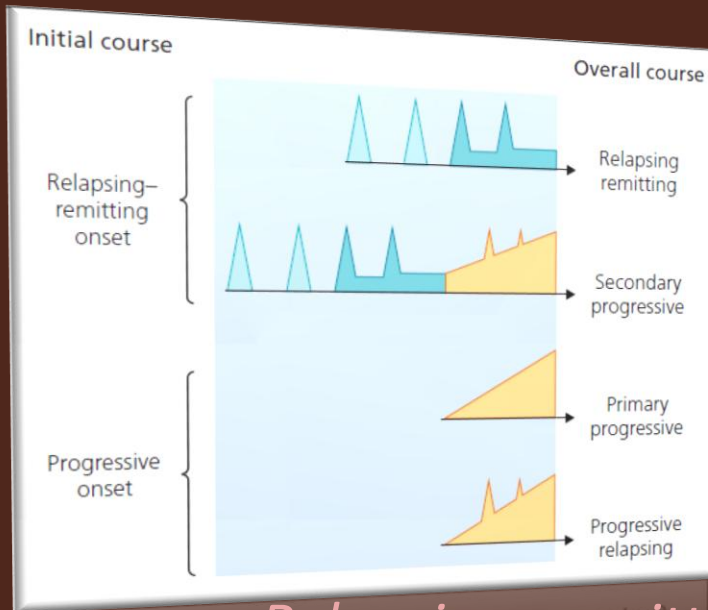 Initial course
Overall course
Relapsing–
remitting
onset
Relapsing
remitting
Secondary
progressive
Progressive
onset
Primary
progressive
Progressive
relapsing